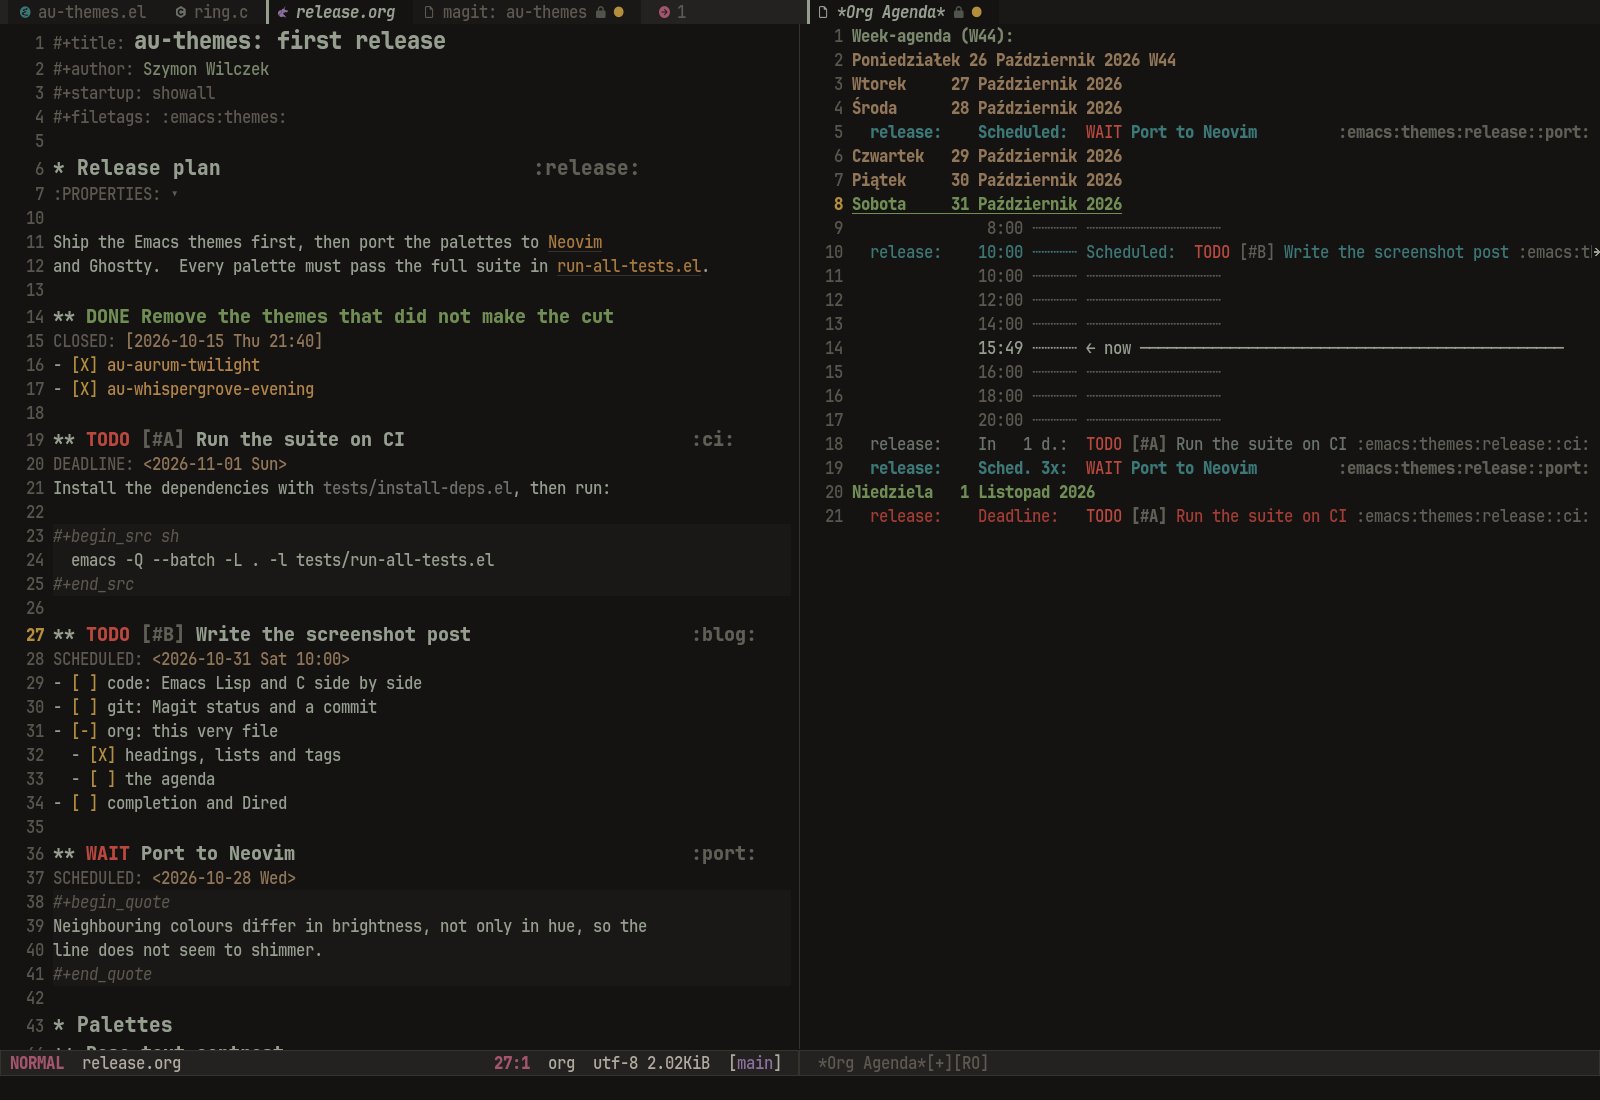 au-themes.el ring.c release.org magit: au-themes 1
1 #+title: au-themes: first release
2 #+author: Szymon Wilczek
3 #+startup: showall
4 #+filetags: :emacs:themes:
5
6 * Release plan :release:
7 :PROPERTIES: ▾
10
11 Ship the Emacs themes first, then port the palettes to Neovim
12 and Ghostty.  Every palette must pass the full suite in run-all-tests.el.
13
14 ** DONE Remove the themes that did not make the cut
15 CLOSED: [2026-10-15 Thu 21:40]
16 - [X] au-aurum-twilight
17 - [X] au-whispergrove-evening
18
19 ** TODO [#A] Run the suite on CI :ci:
20 DEADLINE: <2026-11-01 Sun>
21 Install the dependencies with tests/install-deps.el, then run:
22
23 #+begin_src sh
24   emacs -Q --batch -L . -l tests/run-all-tests.el
25 #+end_src
26
27 ** TODO [#B] Write the screenshot post :blog:
28 SCHEDULED: <2026-10-31 Sat 10:00>
29 - [ ] code: Emacs Lisp and C side by side
30 - [ ] git: Magit status and a commit
31 - [-] org: this very file
32   - [X] headings, lists and tags
33   - [ ] the agenda
34 - [ ] completion and Dired
35
36 ** WAIT Port to Neovim :port:
37 SCHEDULED: <2026-10-28 Wed>
38 #+begin_quote
39 Neighbouring colours differ in brightness, not only in hue, so the
40 line does not seem to shimmer.
41 #+end_quote
42
43 * Palettes
NORMAL release.org 27:1 org utf-8 2.02KiB [main]
*Org Agenda*
1 Week-agenda (W44):
2 Poniedziałek 26 Październik 2026 W44
3 Wtorek     27 Październik 2026
4 Środa      28 Październik 2026
5   release:    Scheduled:  WAIT Port to Neovim         :emacs:themes:release::port:
6 Czwartek   29 Październik 2026
7 Piątek     30 Październik 2026
8 Sobota     31 Październik 2026
9 8:00 ┄┄┄┄┄ ┄┄┄┄┄┄┄┄┄┄┄┄┄┄┄
10   release:    10:00 ┄┄┄┄┄ Scheduled:  TODO [#B] Write the screenshot post :emacs:t
11 10:00 ┄┄┄┄┄ ┄┄┄┄┄┄┄┄┄┄┄┄┄┄┄
12 12:00 ┄┄┄┄┄ ┄┄┄┄┄┄┄┄┄┄┄┄┄┄┄
13 14:00 ┄┄┄┄┄ ┄┄┄┄┄┄┄┄┄┄┄┄┄┄┄
14 15:49 ┄┄┄┄┄ ← now ───────────────────────────────────────────────
15 16:00 ┄┄┄┄┄ ┄┄┄┄┄┄┄┄┄┄┄┄┄┄┄
16 18:00 ┄┄┄┄┄ ┄┄┄┄┄┄┄┄┄┄┄┄┄┄┄
17 20:00 ┄┄┄┄┄ ┄┄┄┄┄┄┄┄┄┄┄┄┄┄┄
18   release:    In   1 d.:  TODO [#A] Run the suite on CI :emacs:themes:release::ci:
19   release:    Sched. 3x:  WAIT Port to Neovim         :emacs:themes:release::port:
20 Niedziela   1 Listopad 2026
21   release:    Deadline:   TODO [#A] Run the suite on CI :emacs:themes:release::ci:
*Org Agenda*[+][RO]